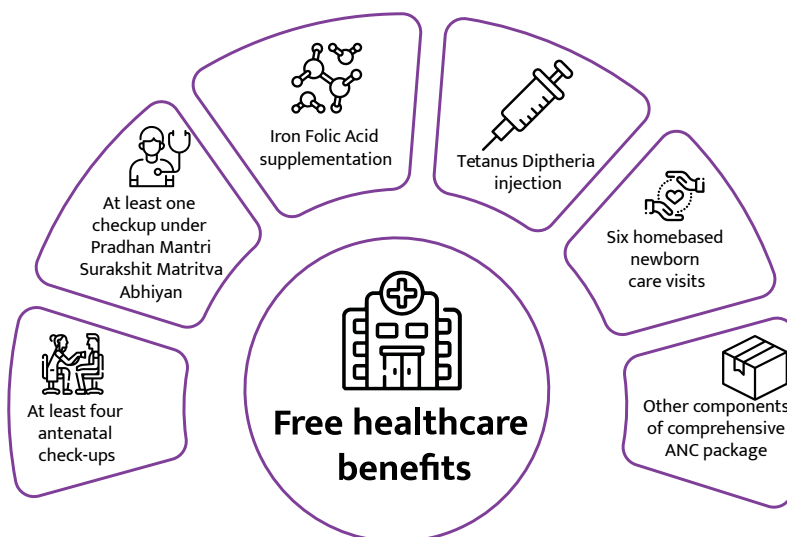 At least four
antenatal
check-ups
At least one
checkup under
Pradhan Mantri
Surakshit Matritva
Abhiyan
Iron Folic Acid
supplementation
Tetanus Diptheria
injection
Six homebased
newborn
care visits
Other components
of comprehensive
ANC package
Free healthcare
benefits